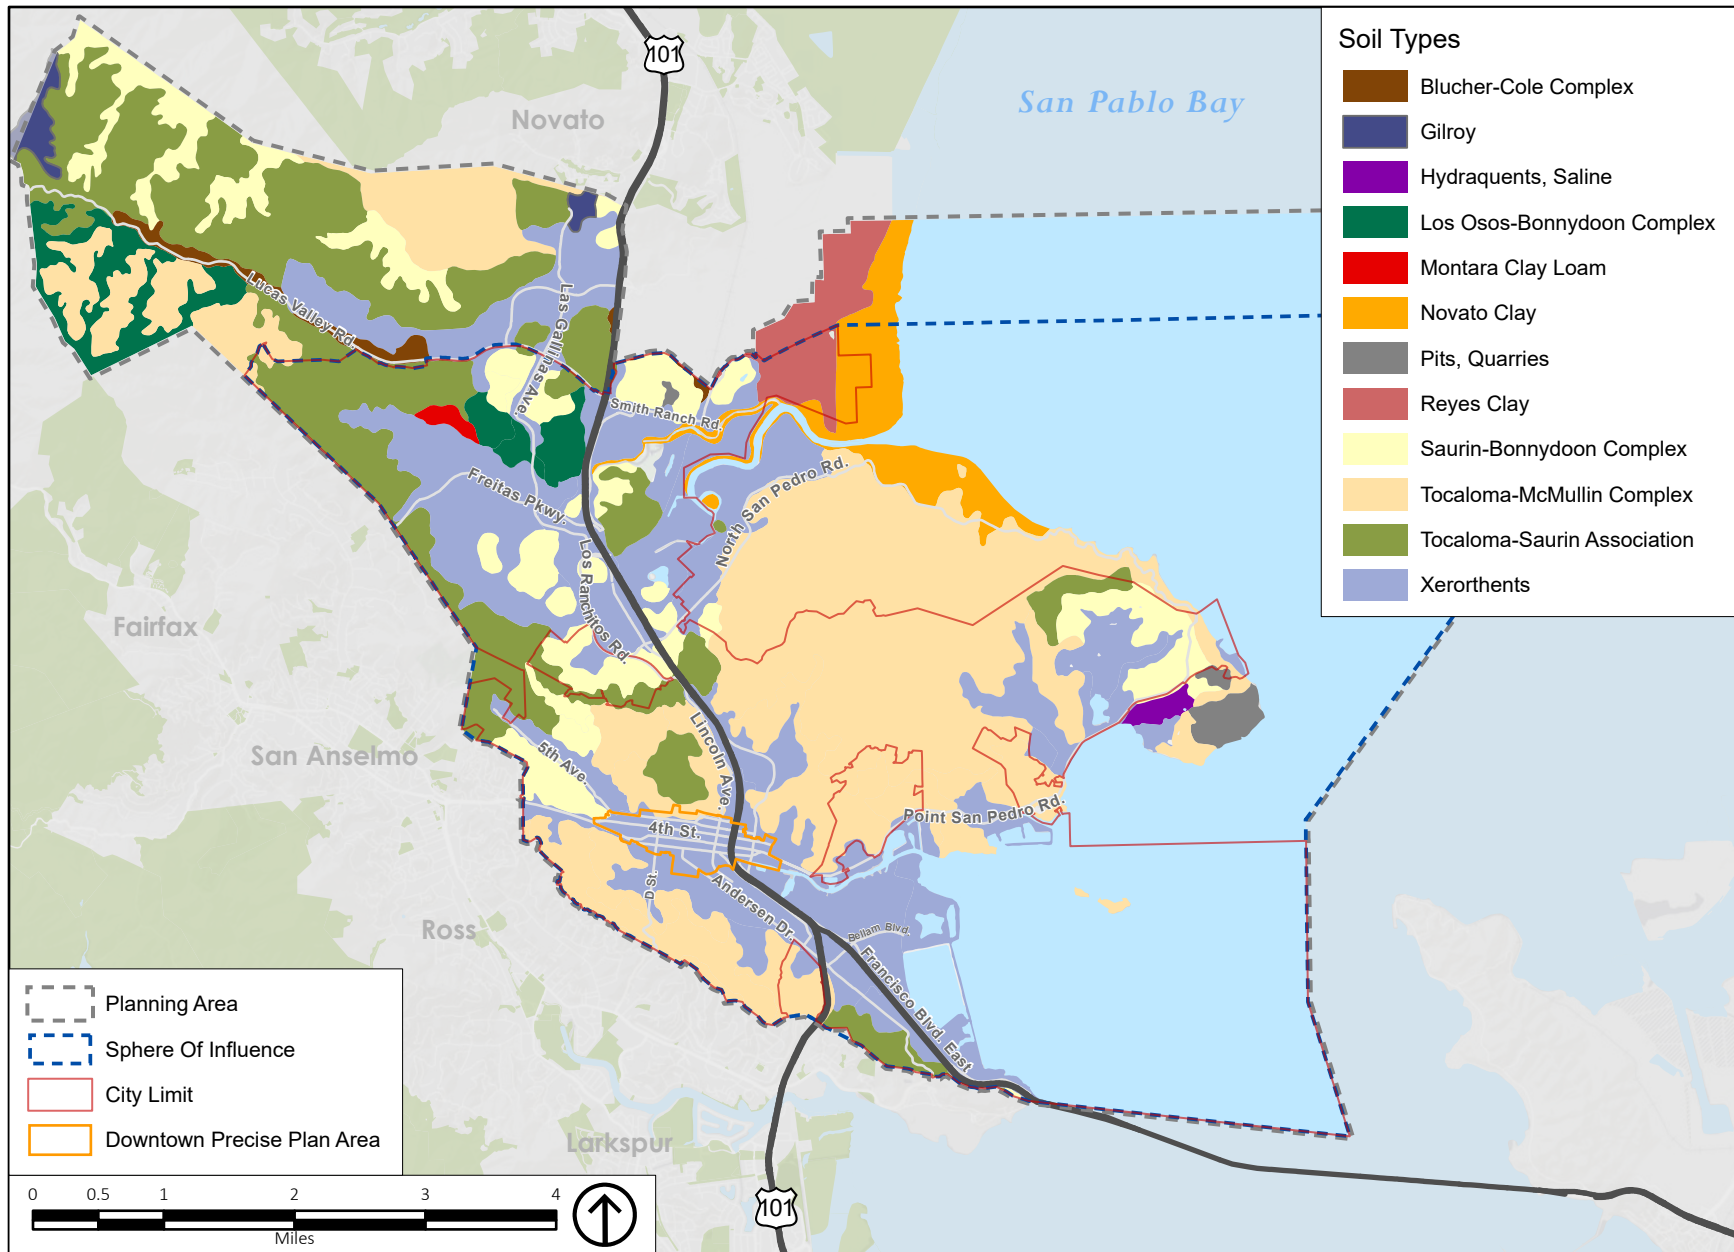 Soil Types
Blucher-Cole Complex
Gilroy
Hydraquents, Saline
Los Osos-Bonnydoon Complex
Montara Clay Loam
Novato Clay
Pits, Quarries
Reyes Clay
Saurin-Bonnydoon Complex
Tocaloma-McMullin Complex
Tocaloma-Saurin Association
Xerorthents
101
San Pablo Bay
Novato
Lucas Valley Rd.
Las Gallinas Ave.
Smith Ranch Rd.
Freitas Pkwy.
North San Pedro Rd.
Los Ranchitos Rd.
Fairfax
San Anselmo
5th Ave.
Lincoln Ave.
4th St.
Point San Pedro Rd.
D St.
Andersen Dr.
Bellam Blvd.
Francisco Blvd. East
Ross
Larkspur
101
Planning Area
Sphere Of Influence
City Limit
Downtown Precise Plan Area
0 0.5 1 2 3 4
Miles